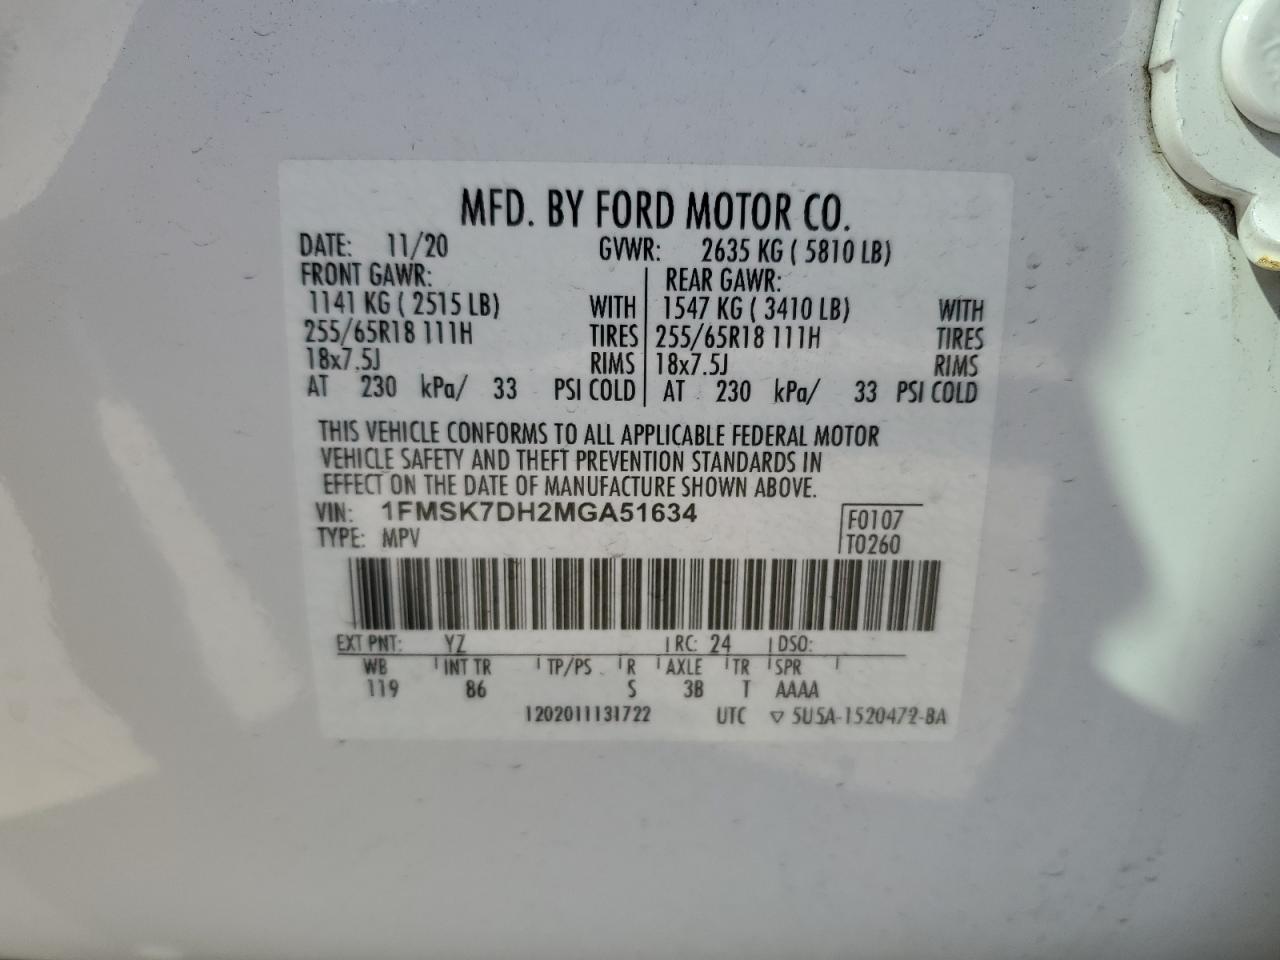 MFD. BY FORD MOTOR CO.
DATE: 11/20 GVWR: 2635 KG ( 5810 LB)
FRONT GAWR: REAR GAWR:
1141 KG ( 2515 LB) WITH 1547 KG ( 3410 LB) WITH
255/65R18 111H TIRES 255/65R18 111H TIRES
18x7.5J RIMS 18x7.5J RIMS
AT 230 kPa/ 33 PSI COLD AT 230 kPa/ 33 PSI COLD
THIS VEHICLE CONFORMS TO ALL APPLICABLE FEDERAL MOTOR
VEHICLE SAFETY AND THEFT PREVENTION STANDARDS IN
EFFECT ON THE DATE OF MANUFACTURE SHOWN ABOVE.
VIN: 1FMSK7DH2MGA51634 F0107
TYPE: MPV T0260
EXT PNT: YZ RC: 24 DSO:
WB INT TR TP/PS R AXLE TR SPR
119 86 S 3B T AAAA
1202011131722 UTC ▽ 5U5A-1520472-BA